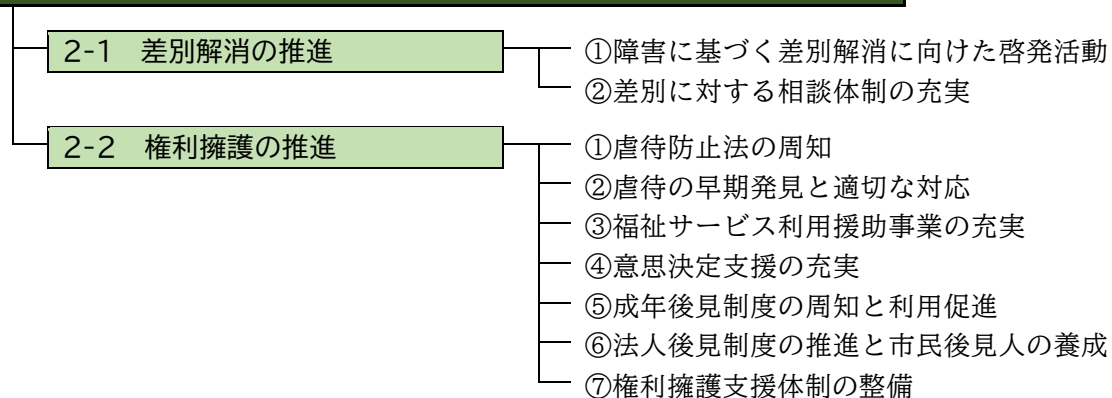 2-1 差別解消の推進
①障害に基づく差別解消に向けた啓発活動
②差別に対する相談体制の充実
2-2 権利擁護の推進
①虐待防止法の周知
②虐待の早期発見と適切な対応
③福祉サービス利用援助事業の充実
④意思決定支援の充実
⑤成年後見制度の周知と利用促進
⑥法人後見制度の推進と市民後見人の養成
⑦権利擁護支援体制の整備